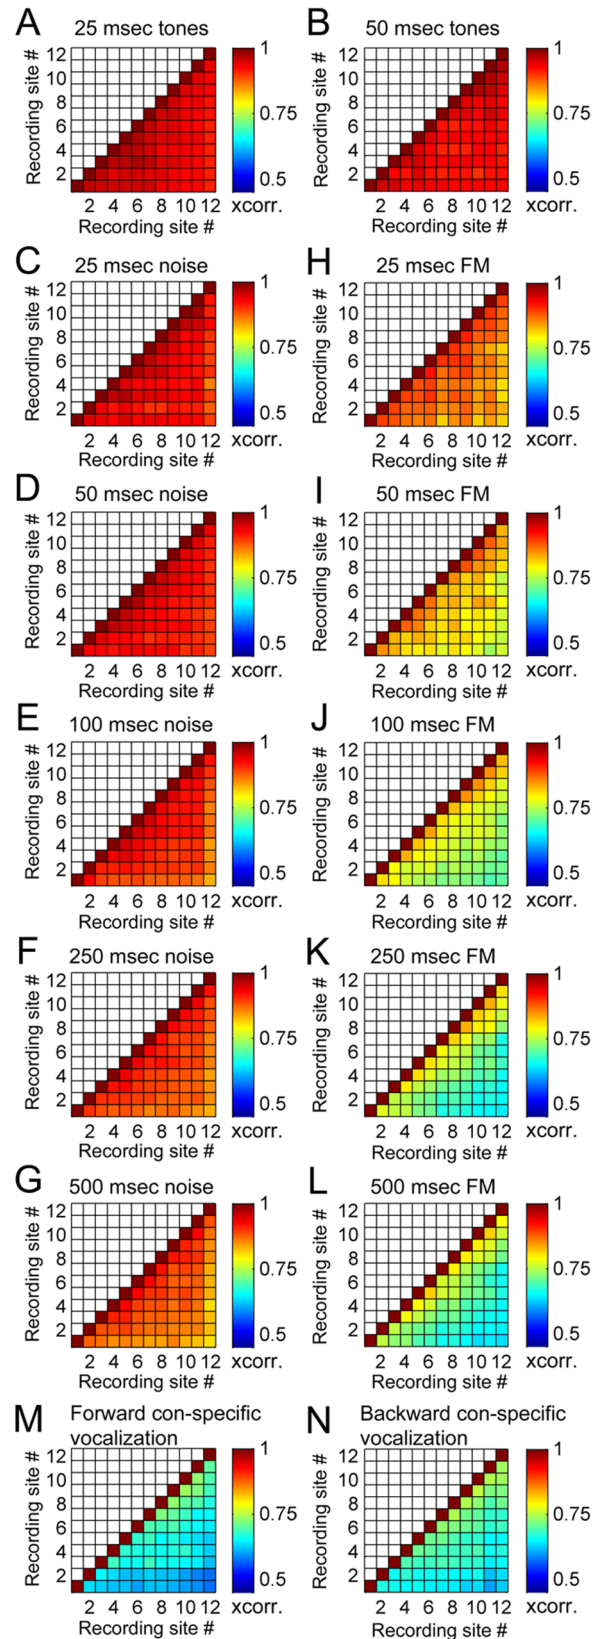 A 25 msec tones
Recording site #
12
10
8
6
4
2
2 4 6 8 10 12
Recording site #
1
0.75
0.5
xcorr.
B 50 msec tones
Recording site #
12
10
8
6
4
2
2 4 6 8 10 12
Recording site #
1
0.75
0.5
xcorr.
C 25 msec noise
Recording site #
12
10
8
6
4
2
2 4 6 8 10 12
Recording site #
1
0.75
0.5
xcorr.
H 25 msec FM
Recording site #
12
10
8
6
4
2
2 4 6 8 10 12
Recording site #
1
0.75
0.5
xcorr.
D 50 msec noise
Recording site #
12
10
8
6
4
2
2 4 6 8 10 12
Recording site #
1
0.75
0.5
xcorr.
I 50 msec FM
Recording site #
12
10
8
6
4
2
2 4 6 8 10 12
Recording site #
1
0.75
0.5
xcorr.
E 100 msec noise
Recording site #
12
10
8
6
4
2
2 4 6 8 10 12
Recording site #
1
0.75
0.5
xcorr.
J 100 msec FM
Recording site #
12
10
8
6
4
2
2 4 6 8 10 12
Recording site #
1
0.75
0.5
xcorr.
F 250 msec noise
Recording site #
12
10
8
6
4
2
2 4 6 8 10 12
Recording site #
1
0.75
0.5
xcorr.
K 250 msec FM
Recording site #
12
10
8
6
4
2
2 4 6 8 10 12
Recording site #
1
0.75
0.5
xcorr.
G 500 msec noise
Recording site #
12
10
8
6
4
2
2 4 6 8 10 12
Recording site #
1
0.75
0.5
xcorr.
L 500 msec FM
Recording site #
12
10
8
6
4
2
2 4 6 8 10 12
Recording site #
1
0.75
0.5
xcorr.
M Forward con-specific
vocalization
Recording site #
12
10
8
6
4
2
2 4 6 8 10 12
Recording site #
1
0.75
0.5
xcorr.
N Backward con-specific
vocalization
Recording site #
12
10
8
6
4
2
2 4 6 8 10 12
Recording site #
1
0.75
0.5
xcorr.